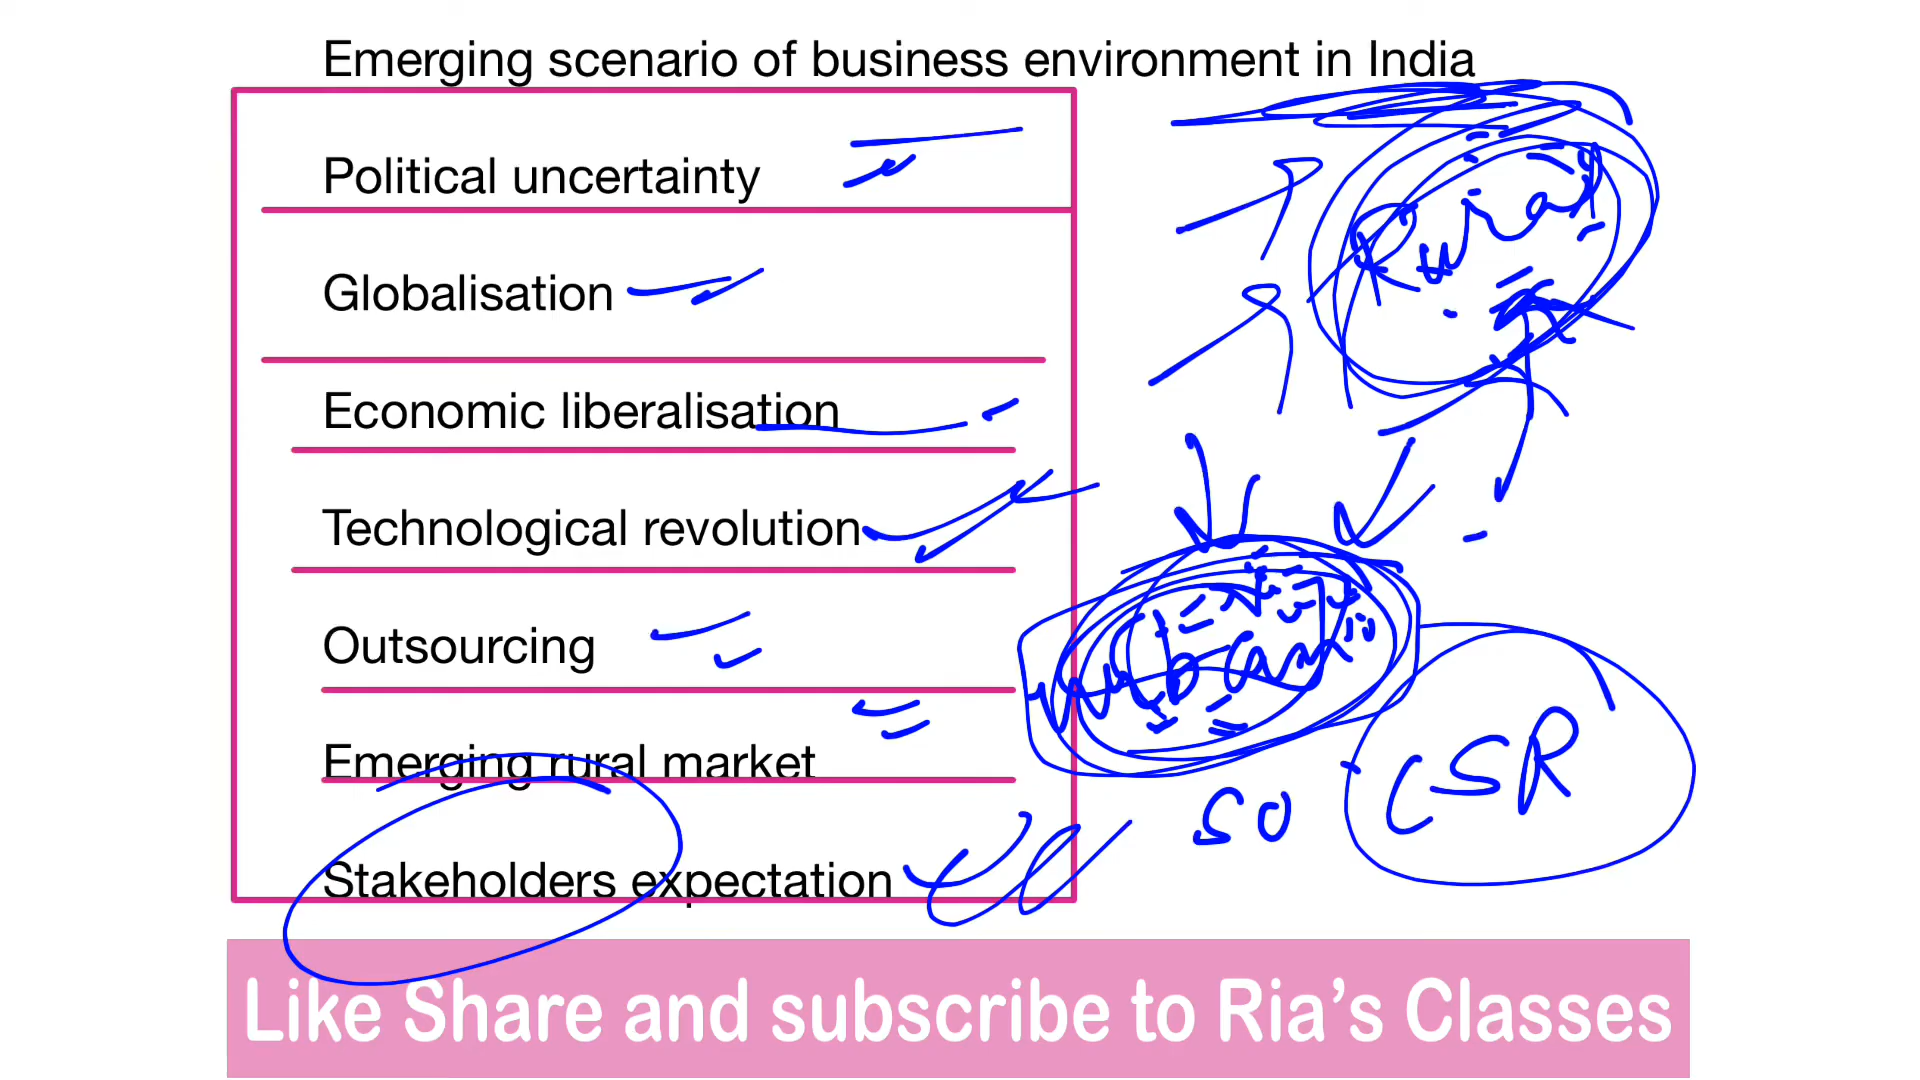 Emerging scenario of business environment in India
Political uncertainty
Globalisation
Economic liberalisation
Technological revolution
Outsourcing
Emerging rural market
Stakeholders expectation
Rural
urban
so
CSR
Like Share and subscribe to Ria's Classes